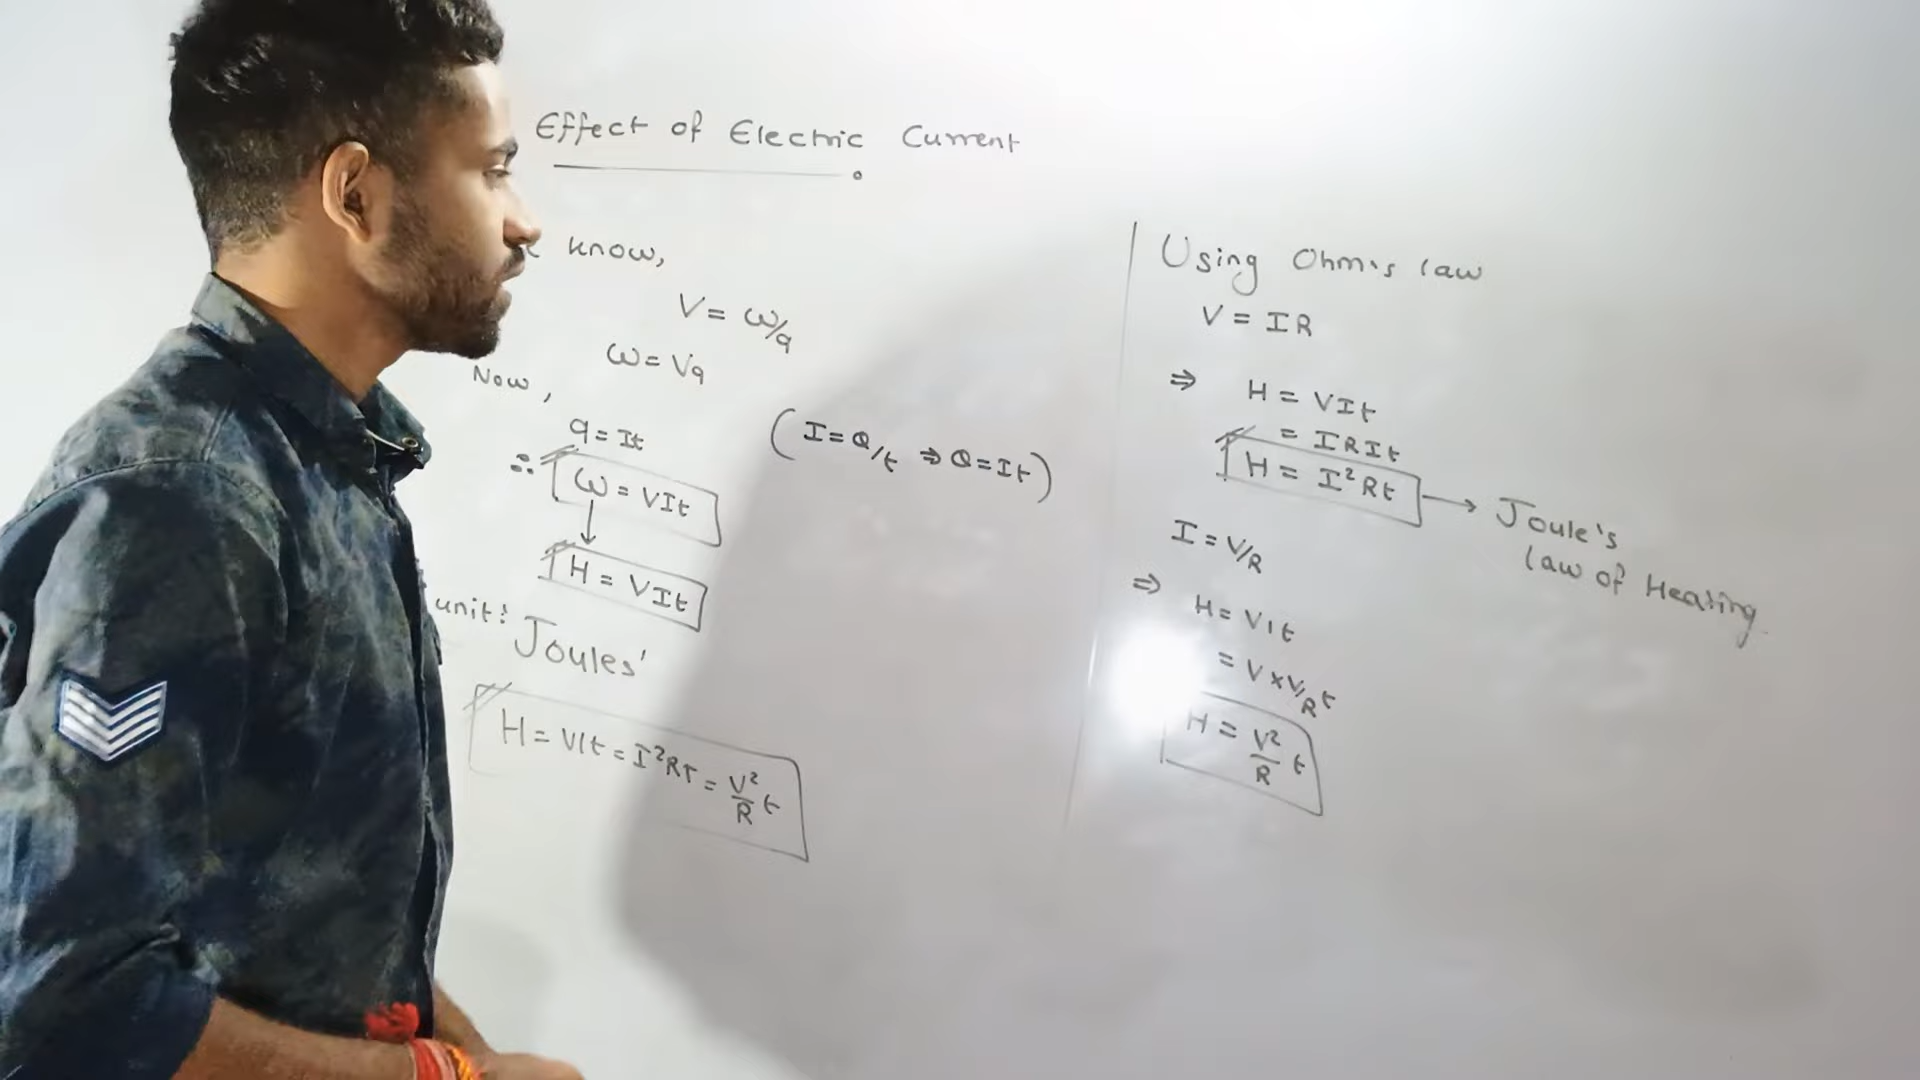 Effect of Electric Current
know,
V = ω/q
ω = Vq
Now,
q = It
(I = Q/t ⇒ Q = It)
∴ ω = VIt
↓
H = VIt
unit: Joules'
H = VIt = I²Rt = V²/R t
Using Ohm's law
V = IR
⇒ H = VIt
= IRIt
H = I²Rt → Joule's
law of Heating
I = V/R
⇒ H = VIt
= V × V/R t
H = V²/R t